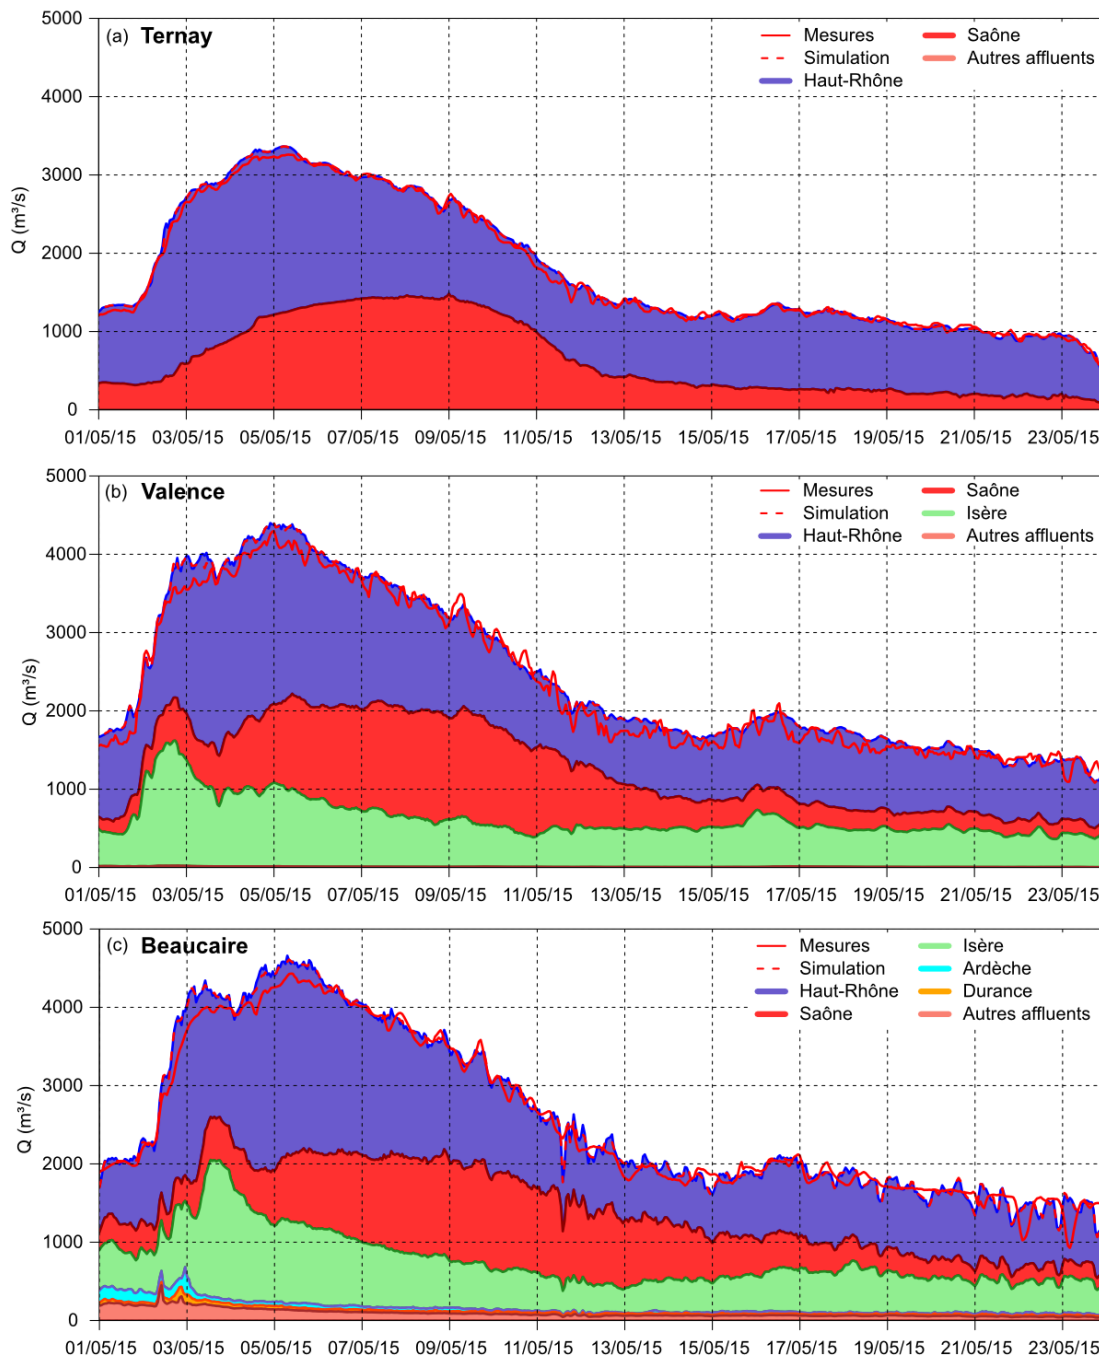 (a) Ternay
Mesures
Simulation
Haut-Rhône
Saône
Autres affluents
Q (m³/s)
5000
4000
3000
2000
1000
0
01/05/15 03/05/15 05/05/15 07/05/15 09/05/15 11/05/15 13/05/15 15/05/15 17/05/15 19/05/15 21/05/15 23/05/15
(b) Valence
Mesures
Simulation
Haut-Rhône
Saône
Isère
Autres affluents
Q (m³/s)
5000
4000
3000
2000
1000
0
01/05/15 03/05/15 05/05/15 07/05/15 09/05/15 11/05/15 13/05/15 15/05/15 17/05/15 19/05/15 21/05/15 23/05/15
(c) Beaucaire
Mesures
Simulation
Haut-Rhône
Saône
Isère
Ardèche
Durance
Autres affluents
Q (m³/s)
5000
4000
3000
2000
1000
0
01/05/15 03/05/15 05/05/15 07/05/15 09/05/15 11/05/15 13/05/15 15/05/15 17/05/15 19/05/15 21/05/15 23/05/15